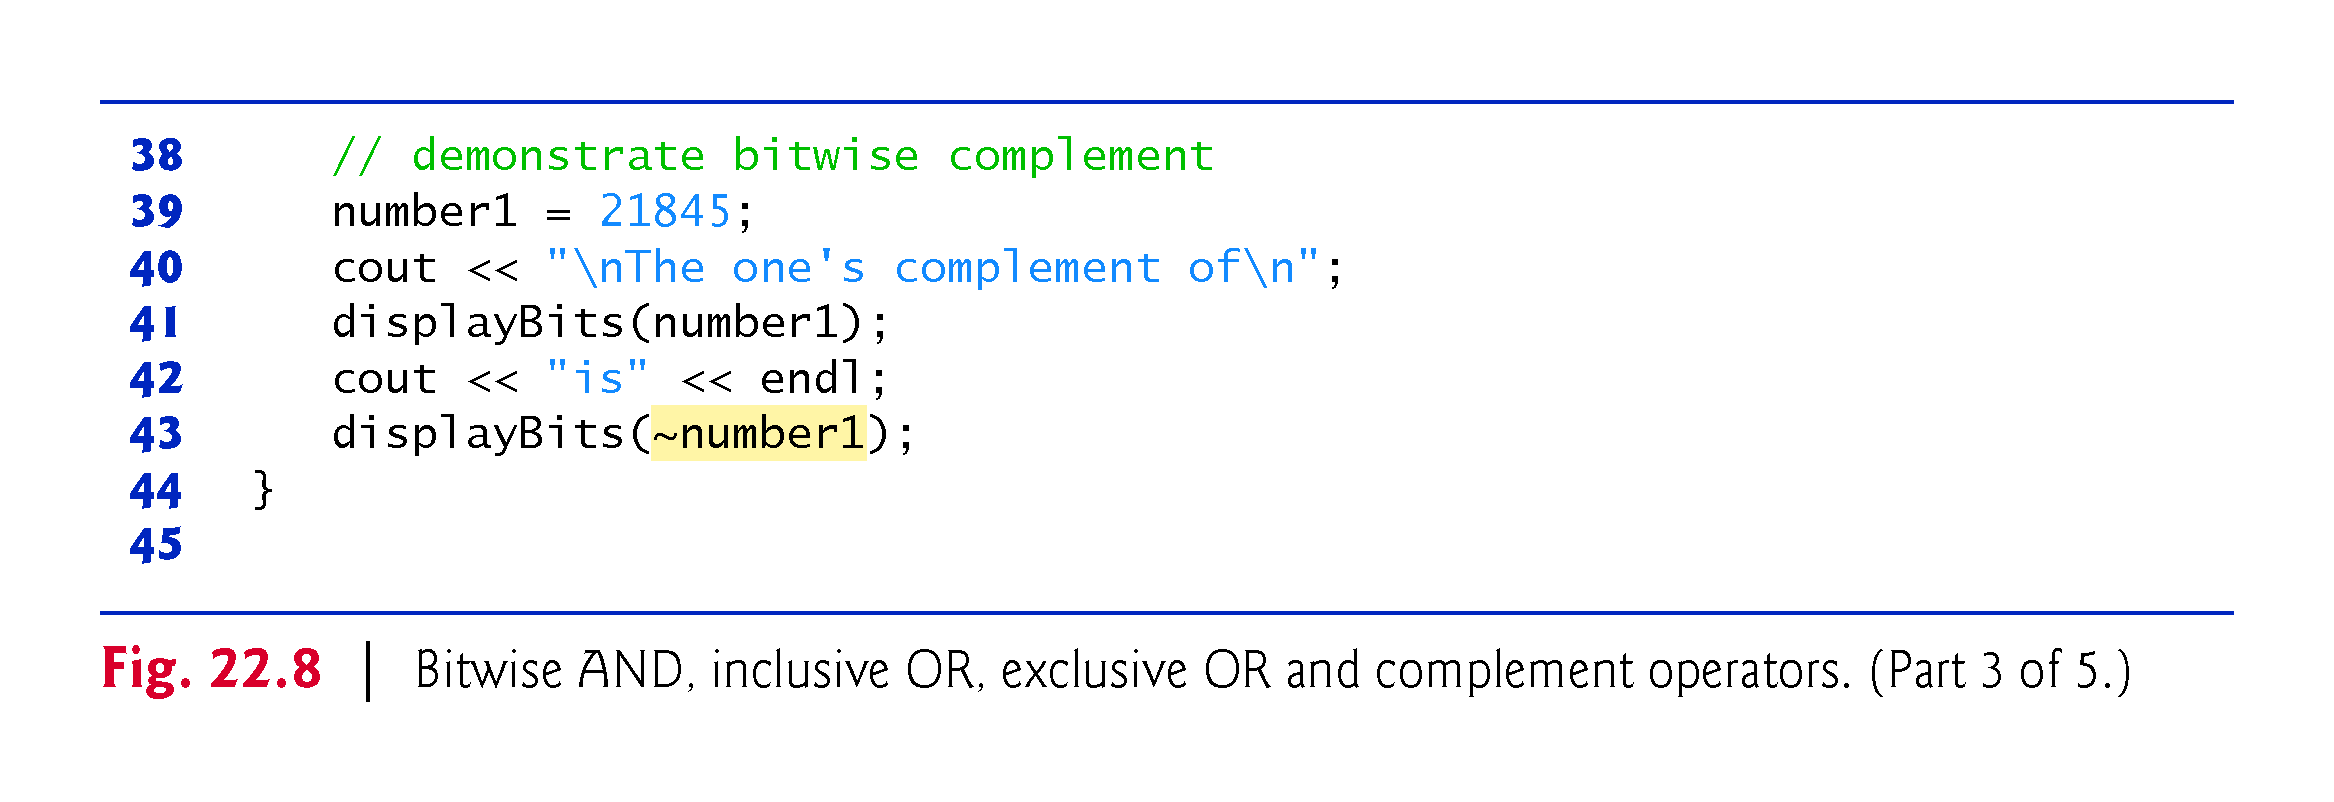 38 // demonstrate bitwise complement
39 number1 = 21845;
40 cout << "\nThe one's complement of\n";
41 displayBits(number1);
42 cout << "is" << endl;
43 displayBits(~number1);
44 }
45
Fig. 22.8 | Bitwise AND, inclusive OR, exclusive OR and complement operators. (Part 3 of 5.)